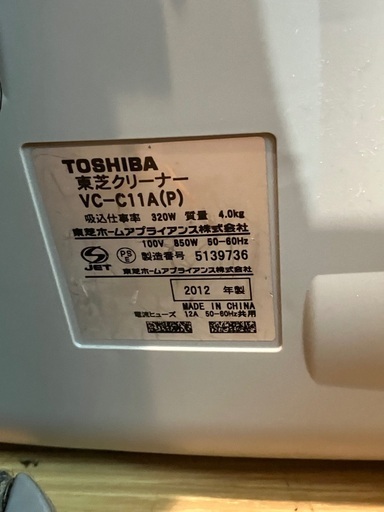 TOSHIBA
東芝クリーナー
VC-C11A(P)
吸込仕事率 320W 質量 4.0kg
東芝ホームアプライアンス株式会社
100V 850W 50-60Hz
JET PS E 製造番号 5139736
東芝ホームアプライアンス株式会社
2012 年製
MADE IN CHINA
電流ヒューズ 12A 50-60Hz共用